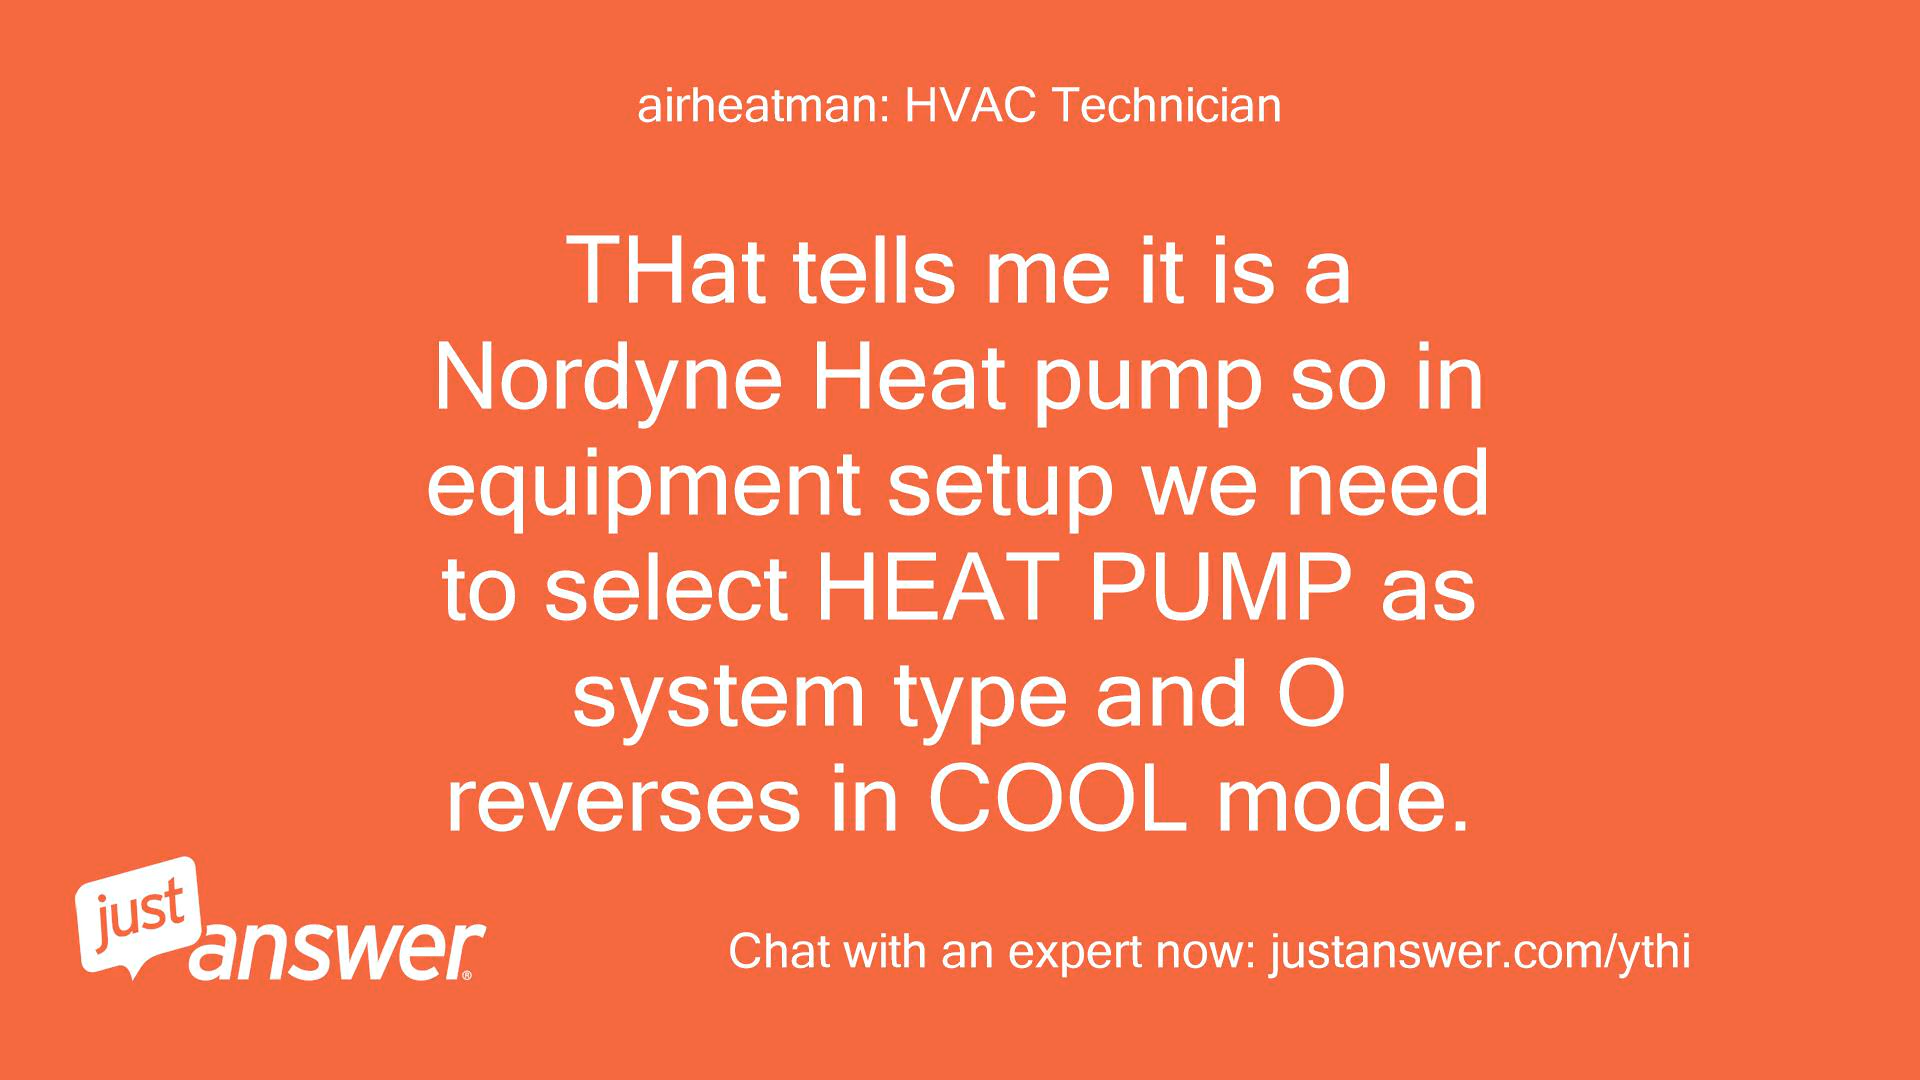 airheatman: HVAC Technician
THat tells me it is a
Nordyne Heat pump so in
equipment setup we need
to select HEAT PUMP as
system type and O
reverses in COOL mode.
just
answer®
Chat with an expert now: justanswer.com/ythi